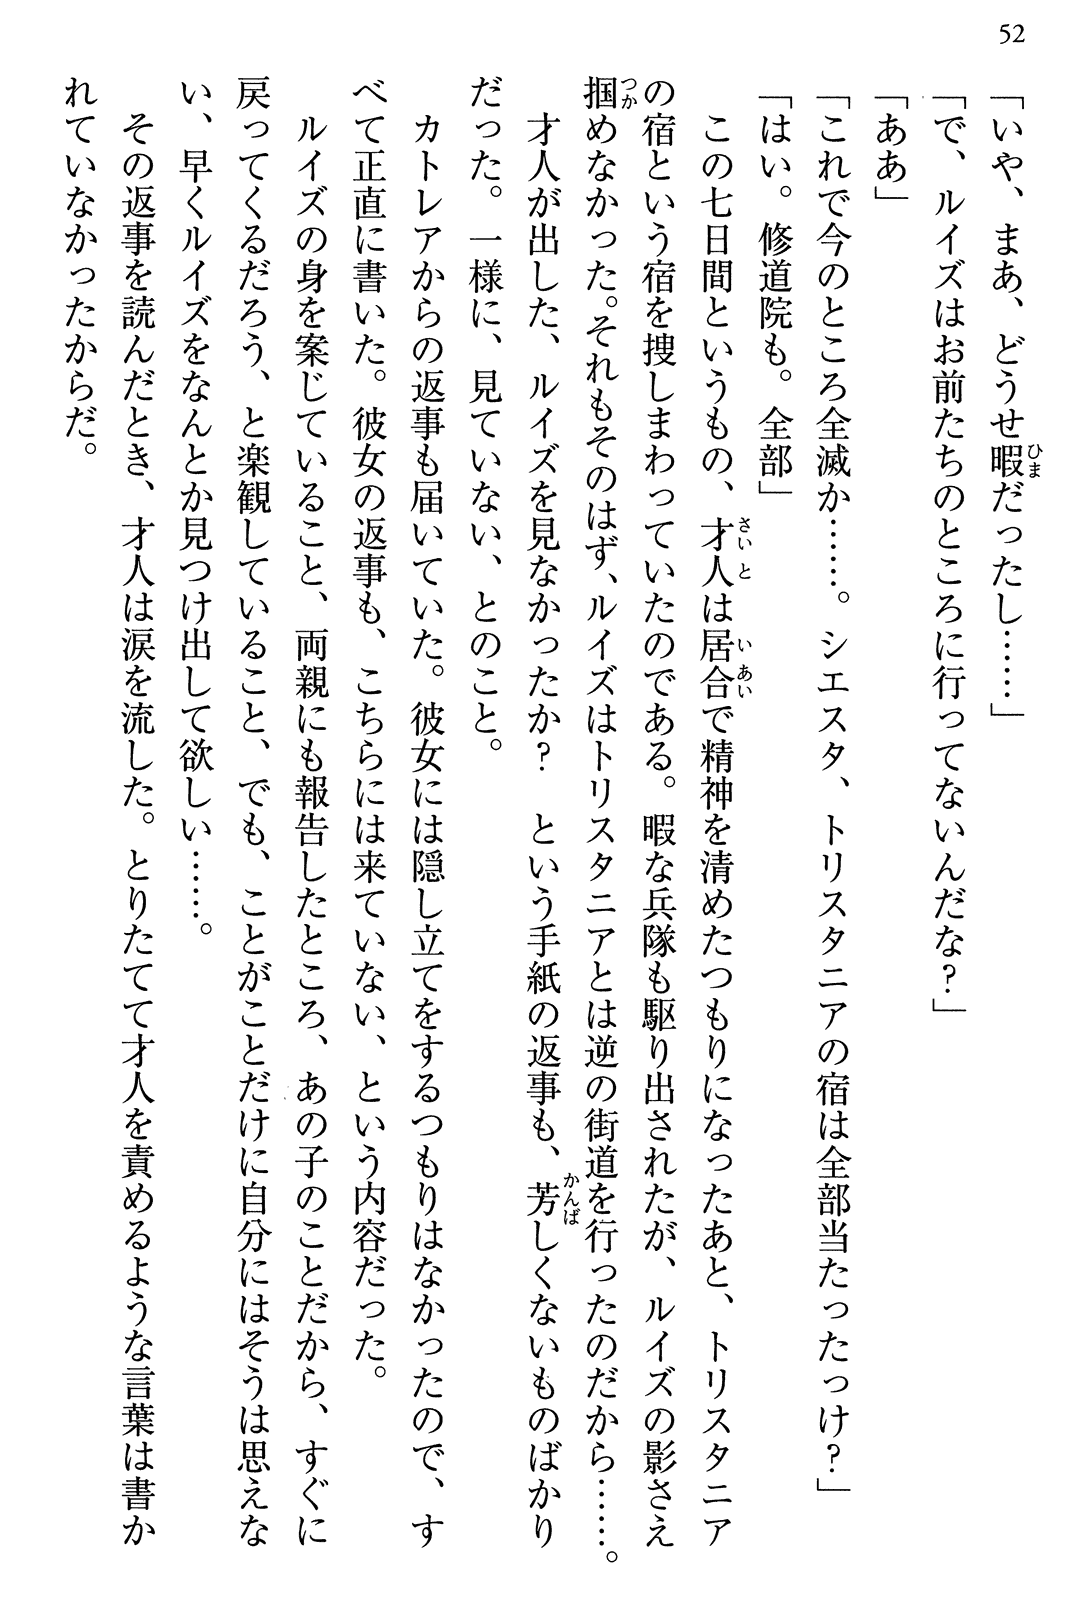 52
「いや、まあ、どうせ暇だったし……」
「で、ルイズはお前たちのところに行ってないんだな？」
「ああ」
「これで今のところ全滅か……。シエスタ、トリスタニアの宿は全部当たったっけ？」
「はい。修道院も。全部」
　この七日間というもの、才人は居合で精神を清めたつもりになったあと、トリスタニア
の宿という宿を捜しまわっていたのである。暇な兵隊も駆り出されたが、ルイズの影さえ
掴めなかった。それもそのはず、ルイズはトリスタニアとは逆の街道を行ったのだから……。
　才人が出した、ルイズを見なかったか？　という手紙の返事も、芳しくないものばかり
だった。一様に、見ていない、とのこと。
　カトレアからの返事も届いていた。彼女には隠し立てをするつもりはなかったので、す
べて正直に書いた。彼女の返事も、こちらには来ていない、という内容だった。
　ルイズの身を案じていること、両親にも報告したところ、あの子のことだから、すぐに
戻ってくるだろう、と楽観していること、でも、ことがことだけに自分にはそうは思えな
い、早くルイズをなんとか見つけ出して欲しい……。
　その返事を読んだとき、才人は涙を流した。とりたてて才人を責めるような言葉は書か
れていなかったからだ。